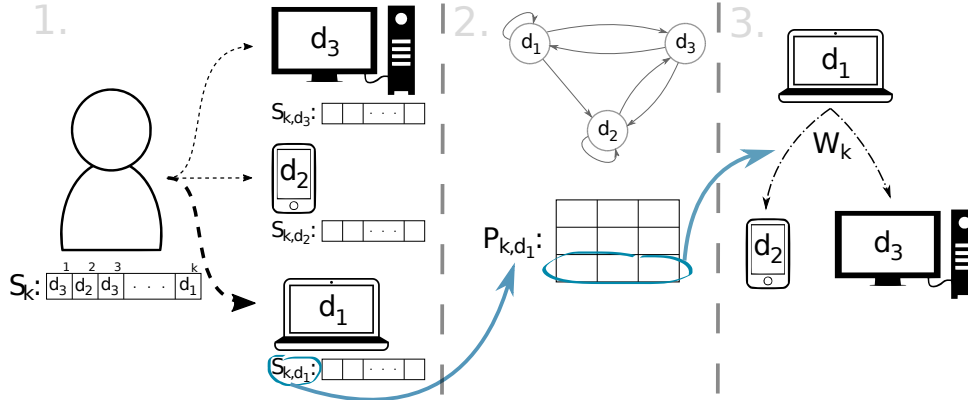 1.
d3
Sk,d3: . . .
d2
Sk,d2: . . .
1 2 3 k
Sk: d3 d2 d3 . . . d1
d1
Sk,d1: . . .
2.
d1
d3
d2
Pk,d1:
3.
d1
Wk
d2
d3